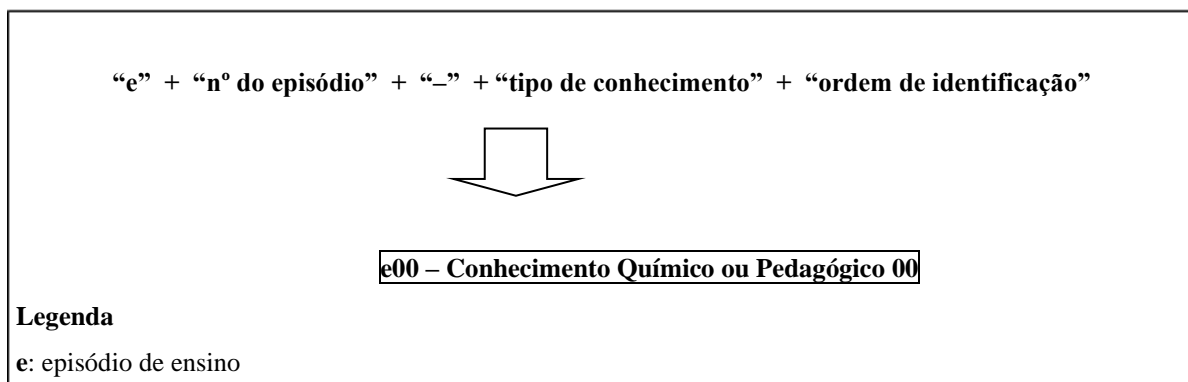 “e” + “nº do episódio” + “–” + “tipo de conhecimento” + “ordem de identificação”
e00 – Conhecimento Químico ou Pedagógico 00
Legenda
e: episódio de ensino